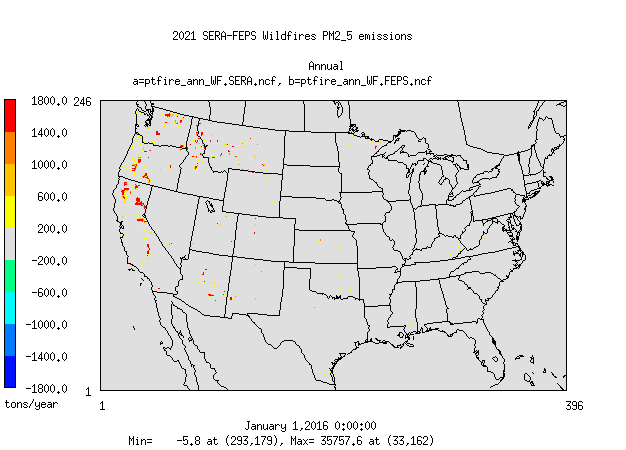 2021 SERA-FEPS Wildfires PM2_5 emissions
Annual
a=ptfire_ann_WF.SERA.ncf, b=ptfire_ann_WF.FEPS.ncf
1800.0
1400.0
1000.0
600.0
200.0
-200.0
-600.0
-1000.0
-1400.0
-1800.0
tons/year
246
1
1
396
January 1,2016 0:00:00
Min= -5.8 at (293,179), Max= 35757.6 at (33,162)